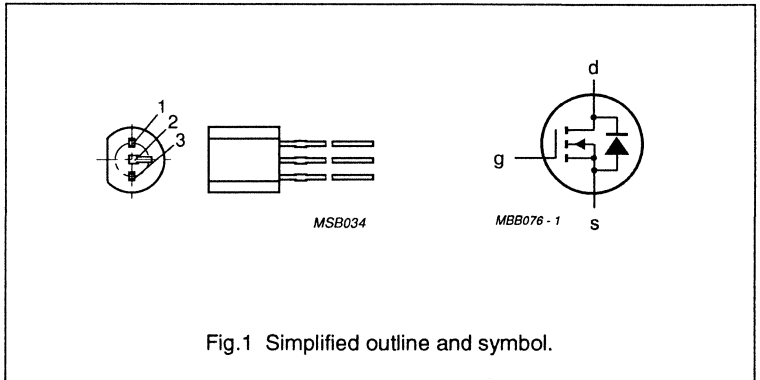 1
2
3
MSB034
d
g
s
MBB076 - 1
Fig.1 Simplified outline and symbol.